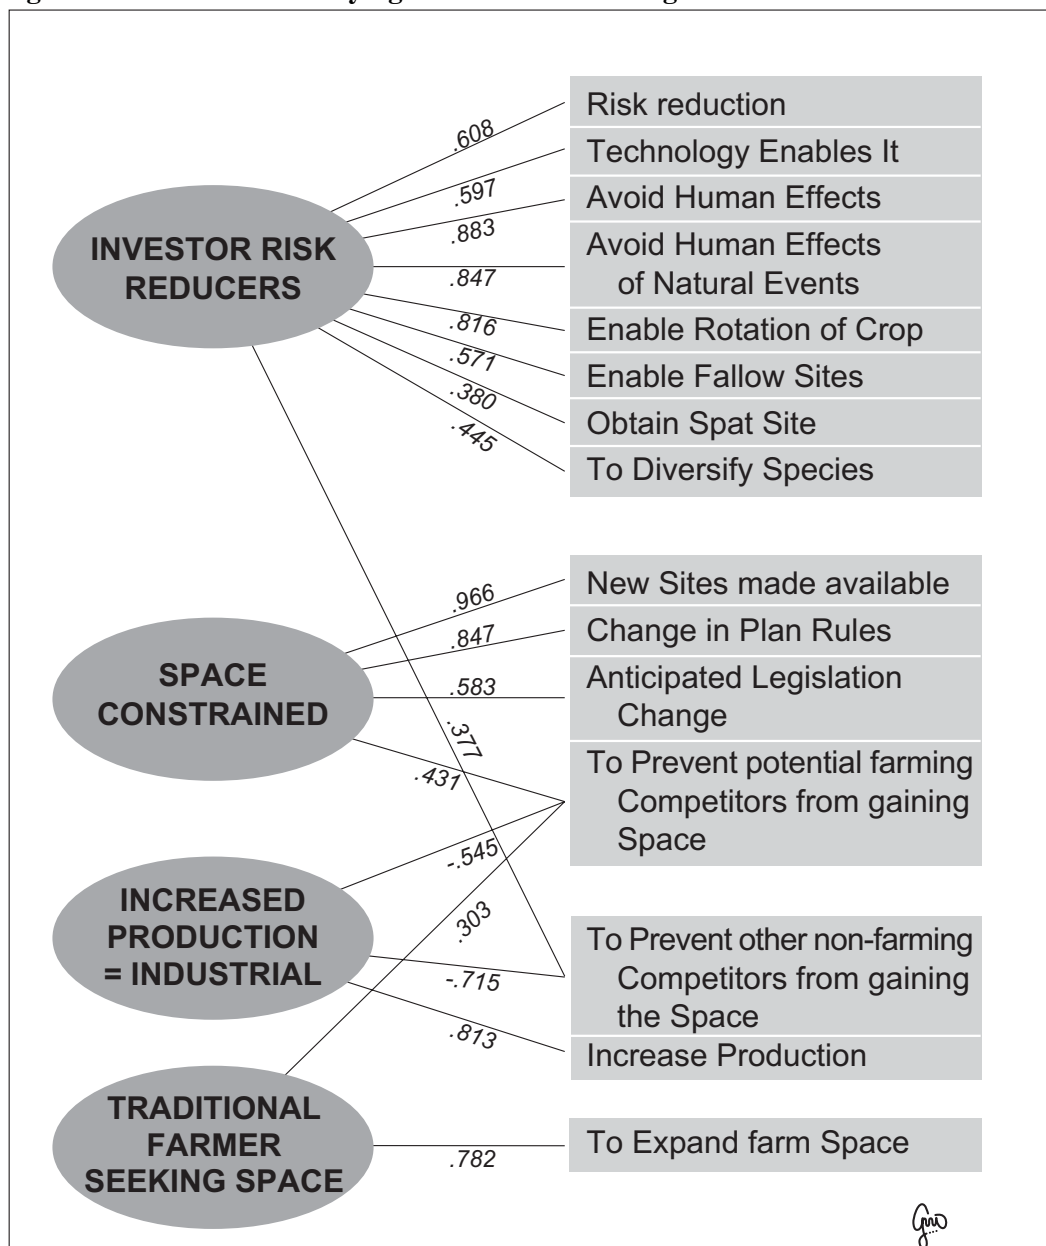 INVESTOR RISK
REDUCERS
.608
.597
.883
.847
.816
.571
.380
.445
.377
Risk reduction
Technology Enables It
Avoid Human Effects
Avoid Human Effects
of Natural Events
Enable Rotation of Crop
Enable Fallow Sites
Obtain Spat Site
To Diversify Species
SPACE
CONSTRAINED
.966
.847
.583
.431
New Sites made available
Change in Plan Rules
Anticipated Legislation
Change
To Prevent potential farming
Competitors from gaining
Space
INCREASED
PRODUCTION
= INDUSTRIAL
-.545
-.715
.813
To Prevent other non-farming
Competitors from gaining
the Space
Increase Production
TRADITIONAL
FARMER
SEEKING SPACE
.303
.782
To Expand farm Space